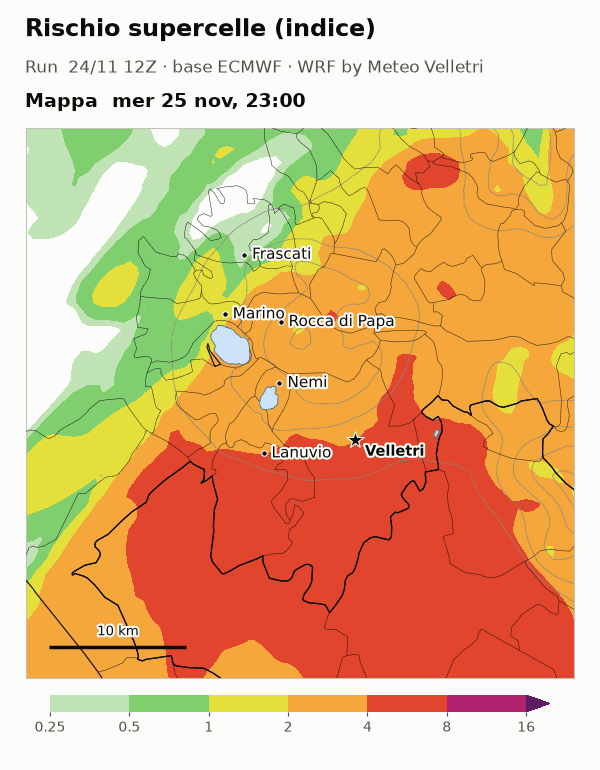 Rischio supercelle (indice)
Run  24/11 12Z · base ECMWF · WRF by Meteo Velletri
Mappa  mer 25 nov, 23:00
Frascati
Marino
Rocca di Papa
Nemi
Velletri
Lanuvio
10 km
0.25 0.5 1 2 4 8 16